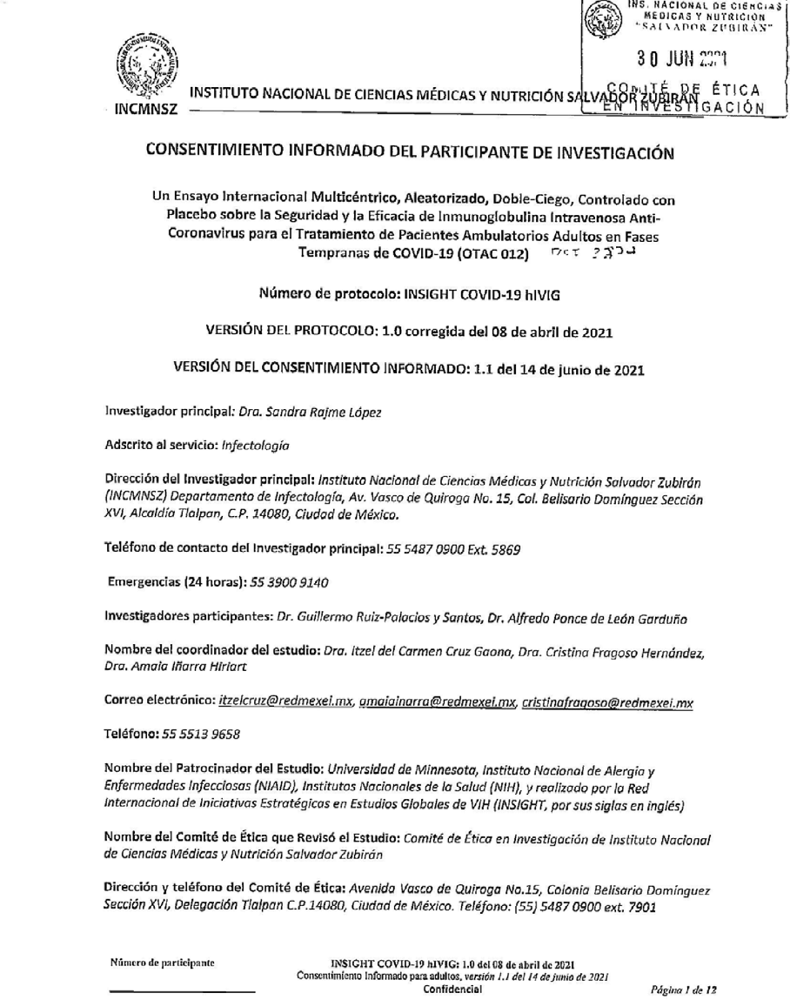 INS. NACIONAL DE CIENCIAS
MEDICAS Y NUTRICIÓN
"SALVADOR ZUBIRÁN"
30 JUN
COMITÉ DE ÉTICA
EN INVESTIGACIÓN
INCMNSZ
INSTITUTO NACIONAL DE CIENCIAS MÉDICAS Y NUTRICIÓN SALVADOR ZUBIRÁN
CONSENTIMIENTO INFORMADO DEL PARTICIPANTE DE INVESTIGACIÓN
Un Ensayo Internacional Multicéntrico, Aleatorizado, Doble-Ciego, Controlado con
Placebo sobre la Seguridad y la Eficacia de Inmunoglobulina Intravenosa Anti-
Coronavirus para el Tratamiento de Pacientes Ambulatorios Adultos en Fases
Tempranas de COVID-19 (OTAC 012)
Número de protocolo: INSIGHT COVID-19 hIVIG
VERSIÓN DEL PROTOCOLO: 1.0 corregida del 08 de abril de 2021
VERSIÓN DEL CONSENTIMIENTO INFORMADO: 1.1 del 14 de junio de 2021
Investigador principal: Dra. Sandra Rajme López
Adscrito al servicio: Infectología
Dirección del Investigador principal: Instituto Nacional de Ciencias Médicas y Nutrición Salvador Zubirán
(INCMNSZ) Departamento de Infectología, Av. Vasco de Quiroga No. 15, Col. Belisario Domínguez Sección
XVI, Alcaldía Tlalpan, C.P. 14080, Ciudad de México.
Teléfono de contacto del Investigador principal: 55 5487 0900 Ext. 5869
Emergencias (24 horas): 55 3900 9140
Investigadores participantes: Dr. Guillermo Ruiz-Palacios y Santos, Dr. Alfredo Ponce de León Garduño
Nombre del coordinador del estudio: Dra. Itzel del Carmen Cruz Gaona, Dra. Cristina Fragoso Hernández,
Dra. Amaia Iñarra Hiriart
Correo electrónico: itzelcruz@redmexei.mx, amaiainarra@redmexei.mx, cristinafragoso@redmexei.mx
Teléfono: 55 5513 9658
Nombre del Patrocinador del Estudio: Universidad de Minnesota, Instituto Nacional de Alergia y
Enfermedades Infecciosas (NIAID), Institutos Nacionales de la Salud (NIH), y realizado por la Red
Internacional de Iniciativas Estratégicas en Estudios Globales de VIH (INSIGHT, por sus siglas en inglés)
Nombre del Comité de Ética que Revisó el Estudio: Comité de Ética en Investigación de Instituto Nacional
de Ciencias Médicas y Nutrición Salvador Zubirán
Dirección y teléfono del Comité de Ética: Avenida Vasco de Quiroga No.15, Colonia Belisario Domínguez
Sección XVI, Delegación Tlalpan C.P.14080, Ciudad de México. Teléfono: (55) 5487 0900 ext. 7901
Número de participante
INSIGHT COVID-19 hIVIG: 1.0 del 08 de abril de 2021
Consentimiento Informado para adultos, versión 1.1 del 14 de junio de 2021
Confidencial
Página 1 de 12